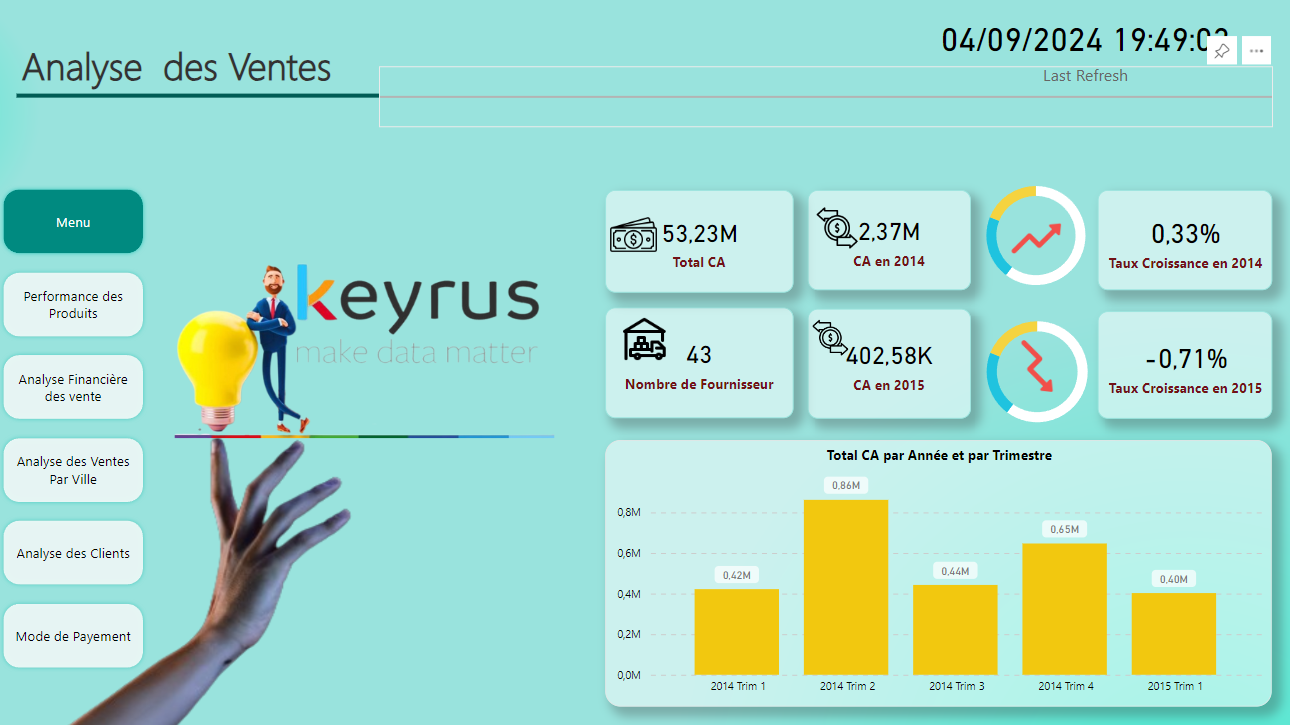 04/09/2024 19:49:03
Analyse des Ventes
Last Refresh
Menu
Performance des
Produits
Analyse Financière
des vente
Analyse des Ventes
Par Ville
Analyse des Clients
Mode de Payement
keyrus
make data matter
53,23M
Total CA
2,37M
CA en 2014
0,33%
Taux Croissance en 2014
43
Nombre de Fournisseur
402,58K
CA en 2015
-0,71%
Taux Croissance en 2015
Total CA par Année et par Trimestre
0,8M
0,6M
0,4M
0,2M
0,0M
0,42M
0,86M
0,44M
0,65M
0,40M
2014 Trim 1
2014 Trim 2
2014 Trim 3
2014 Trim 4
2015 Trim 1